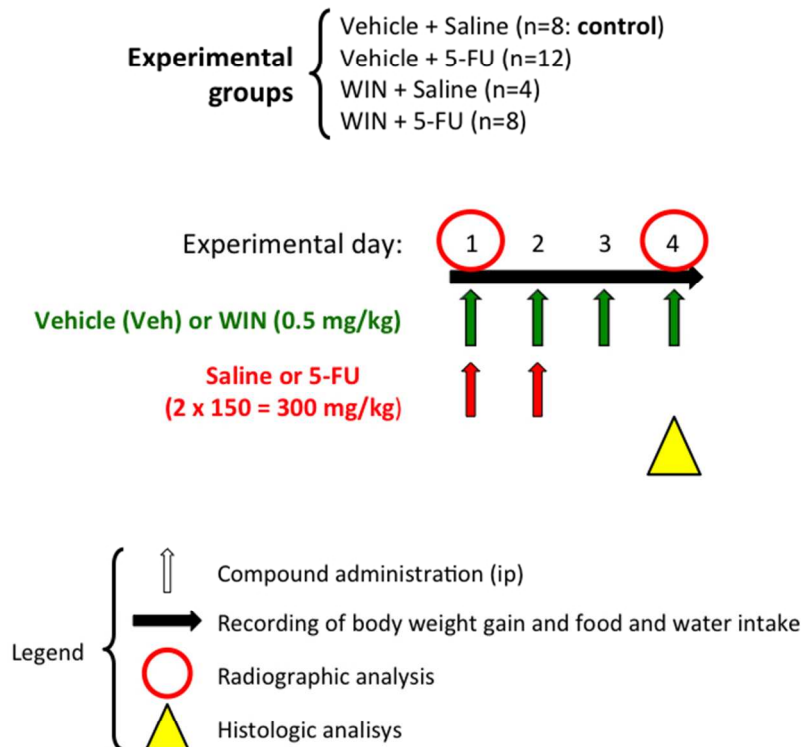 Experimental groups
Vehicle + Saline (n=8: control)
Vehicle + 5-FU (n=12)
WIN + Saline (n=4)
WIN + 5-FU (n=8)
Experimental day: 1 2 3 4
Vehicle (Veh) or WIN (0.5 mg/kg)
Saline or 5-FU
(2 x 150 = 300 mg/kg)
Legend
Compound administration (ip)
Recording of body weight gain and food and water intake
Radiographic analysis
Histologic analisys